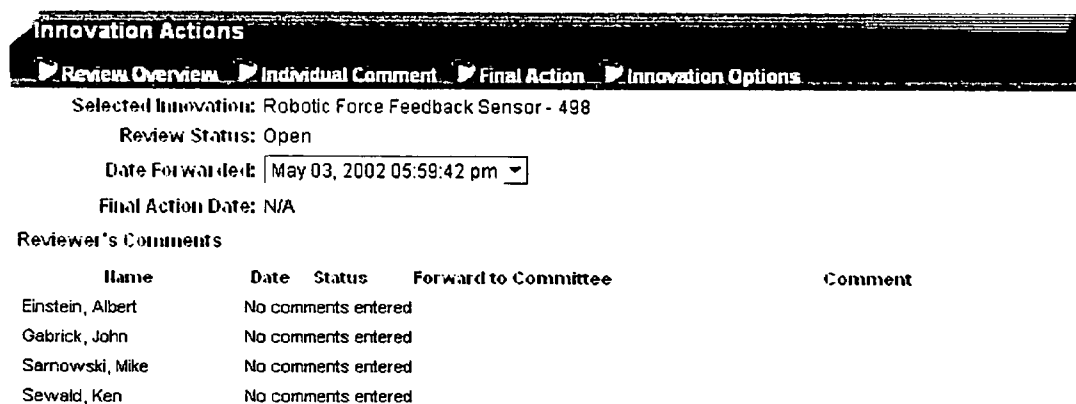 Innovation Actions
Review Overview Individual Comment Final Action Innovation Options
Selected Innovation: Robotic Force Feedback Sensor - 498
Review Status: Open
Date Forwarded: May 03, 2002 05:59:42 pm
Final Action Date: N/A
Reviewer's Comments
Name Date Status Forward to Committee Comment
Einstein, Albert No comments entered
Gabrick, John No comments entered
Sarnowski, Mike No comments entered
Sewald, Ken No comments entered